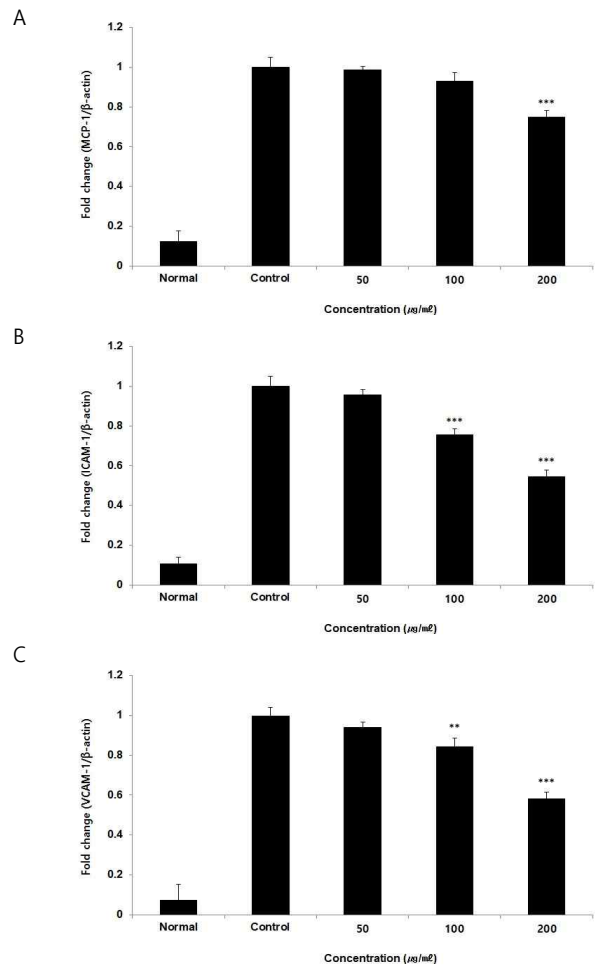 A
1.2
1
0.8
0.6
0.4
0.2
0
Fold change (MCP-1/β-actin)
***
Normal Control 50 100 200
Concentration (㎍/㎖)
B
1.2
1
0.8
0.6
0.4
0.2
0
Fold change (ICAM-1/β-actin)
***
***
Normal Control 50 100 200
Concentration (㎍/㎖)
C
1.2
1
0.8
0.6
0.4
0.2
0
Fold change (VCAM-1/β-actin)
**
***
Normal Control 50 100 200
Concentration (㎍/㎖)